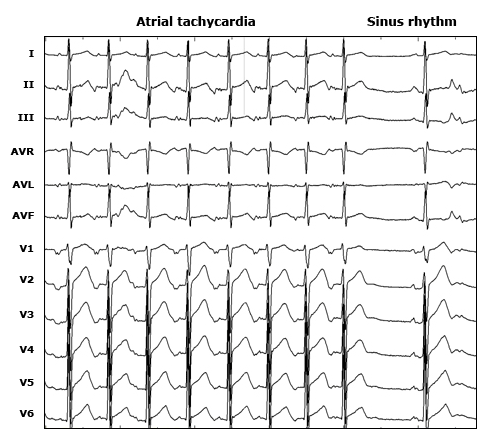 Atrial tachycardia Sinus rhythm
I
II
III
AVR
AVL
AVF
V1
V2
V3
V4
V5
V6